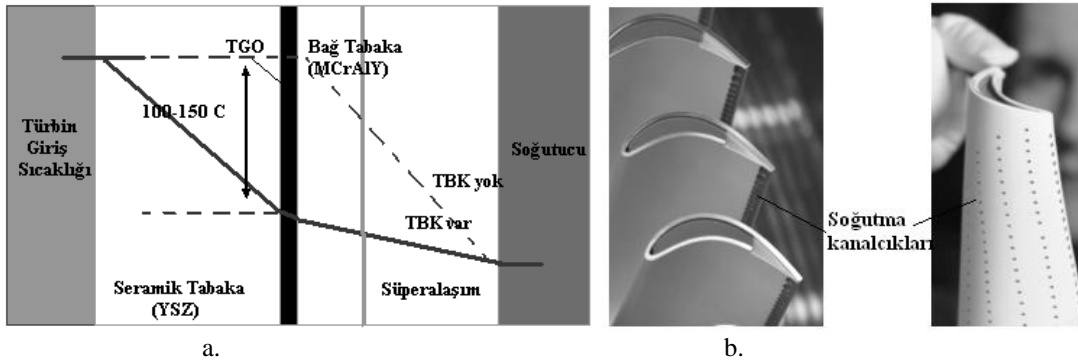 TGO
Bağ Tabaka
(MCrAlY)
100-150 C
Türbin
Giriş
Sıcaklığı
Soğutucu
TBK yok
TBK var
Seramik Tabaka
(YSZ)
Süperalaşım
Soğutma
kanalcıkları
a.
b.